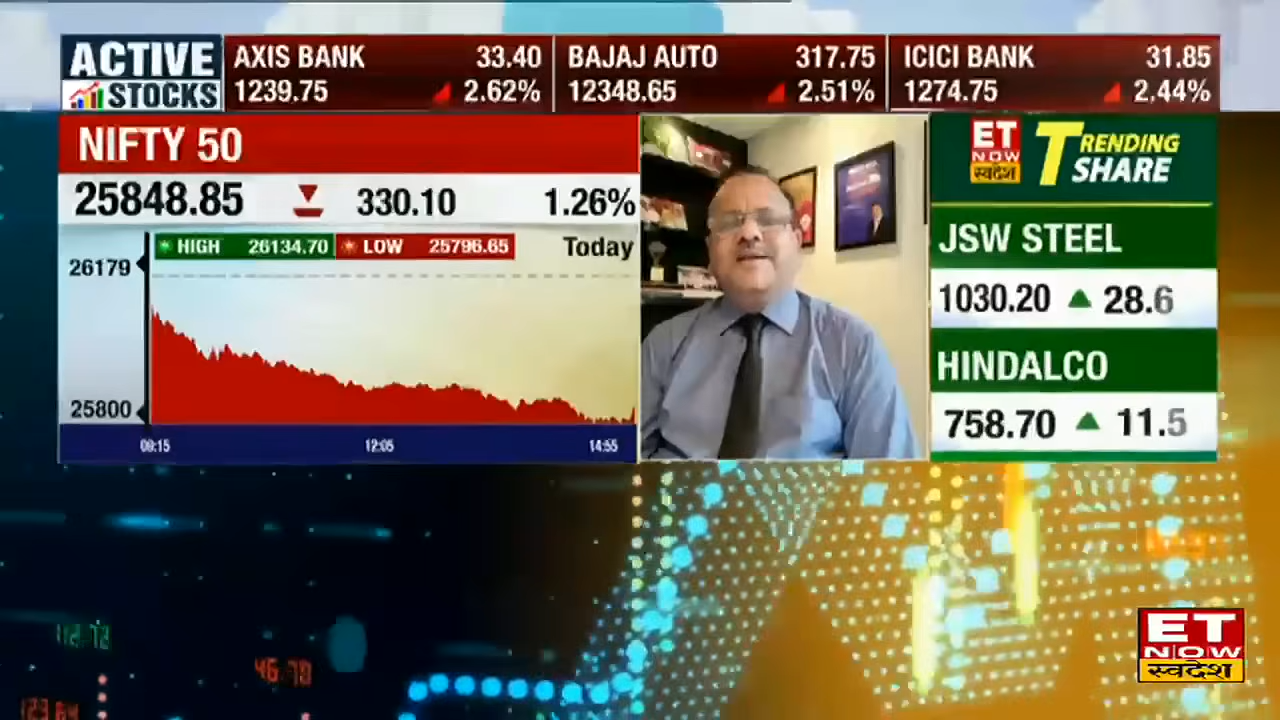 ACTIVE STOCKS
AXIS BANK 33.40
1239.75 2.62%
BAJAJ AUTO 317.75
12348.65 2.51%
ICICI BANK 31.85
1274.75 2.44%
NIFTY 50
25848.85 330.10 1.26%
HIGH 26134.70 LOW 25796.65 Today
26179
25800
09:15 12:05 14:55
ET NOW स्वदेश
TRENDING SHARE
JSW STEEL
1030.20 28.6
HINDALCO
758.70 11.5
46.70
ET NOW स्वदेश